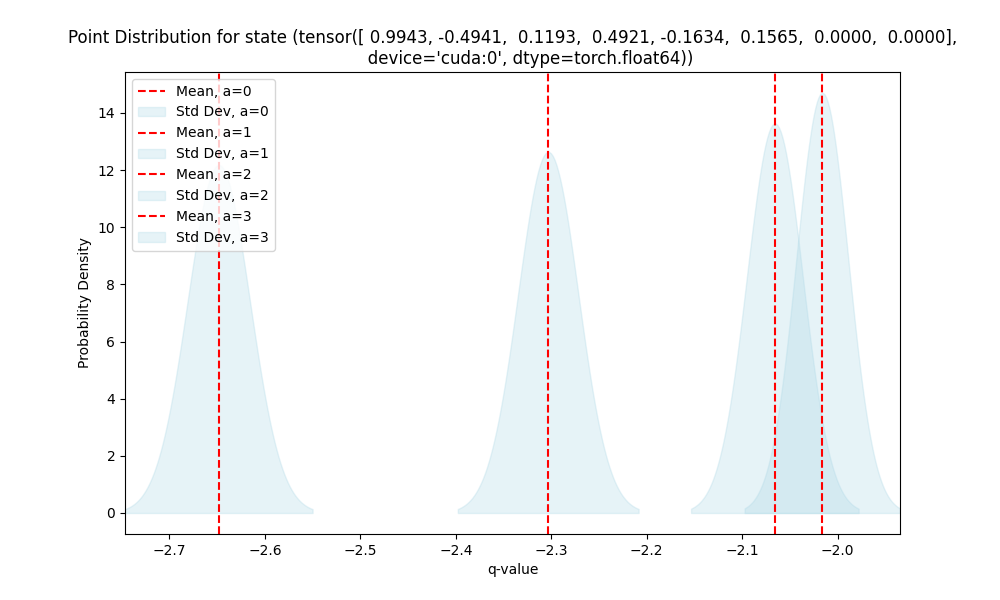 Point Distribution for state (tensor([ 0.9943, -0.4941,  0.1193,  0.4921, -0.1634,  0.1565,  0.0000,  0.0000],
device='cuda:0', dtype=torch.float64))
Mean, a=0
Std Dev, a=0
Mean, a=1
Std Dev, a=1
Mean, a=2
Std Dev, a=2
Mean, a=3
Std Dev, a=3
Probability Density
14
12
10
8
6
4
2
0
−2.7 −2.6 −2.5 −2.4 −2.3 −2.2 −2.1 −2.0
q-value